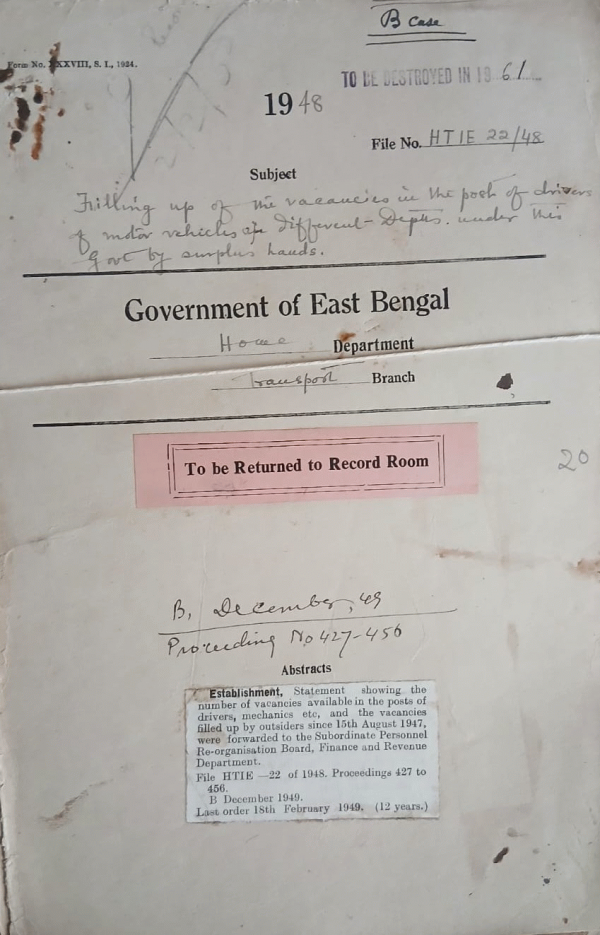 B Case
Form No. XXXVIII, S. I., 1924.
TO BE DESTROYED IN 1961
1948
File No. HTIE 22/48
Subject
Filling up of the vacancies in the post of drivers
of motor vehicles in different Deptts. under this
Govt by surplus hands.
Government of East Bengal
Home Department
Transport Branch
To be Returned to Record Room
20
B, December, 49
Proceeding No 427-456
Abstracts
Establishment, Statement showing the
number of vacancies available in the posts of
drivers, mechanics etc, and the vacancies
filled up by outsiders since 15th August 1947,
were forwarded to the Subordinate Personnel
Re-organisation Board, Finance and Revenue
Department.
File HTIE —22 of 1948. Proceedings 427 to
456.
B December 1949.
Last order 18th February 1949. (12 years.)